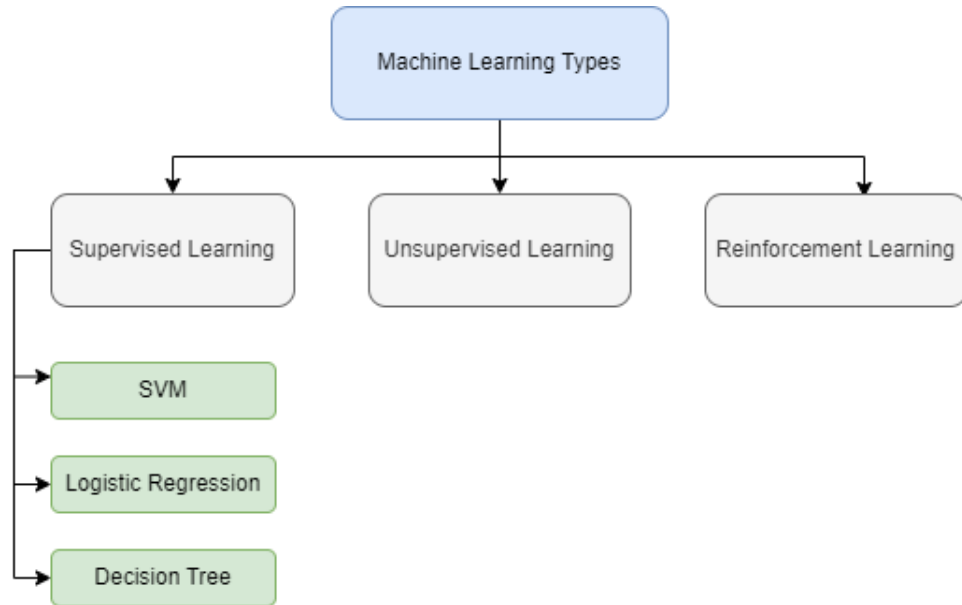 Machine Learning Types
Supervised Learning
Unsupervised Learning
Reinforcement Learning
SVM
Logistic Regression
Decision Tree